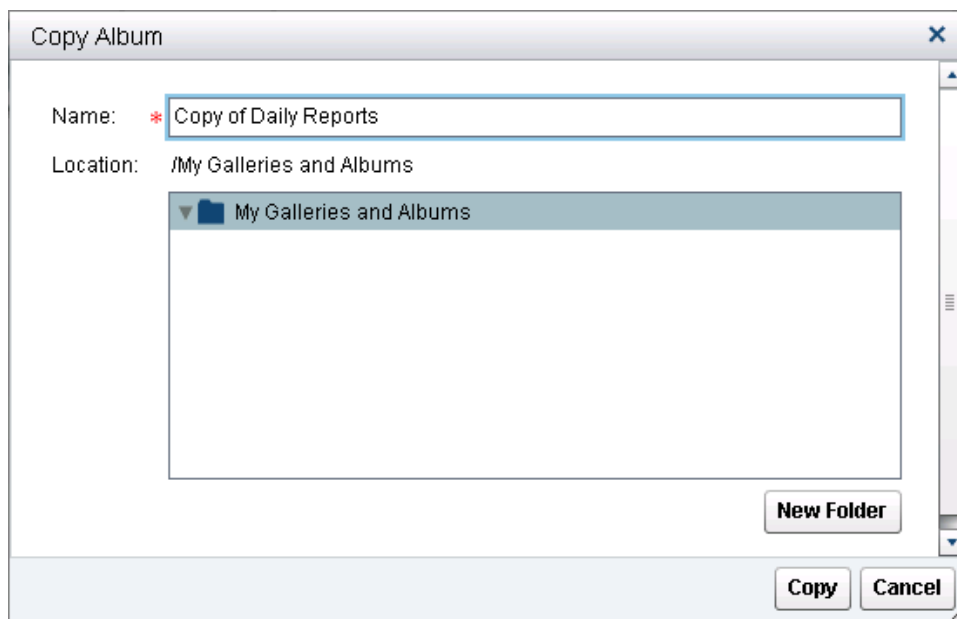 Copy Album
Name: * Copy of Daily Reports
Location: /My Galleries and Albums
My Galleries and Albums
New Folder
Copy Cancel